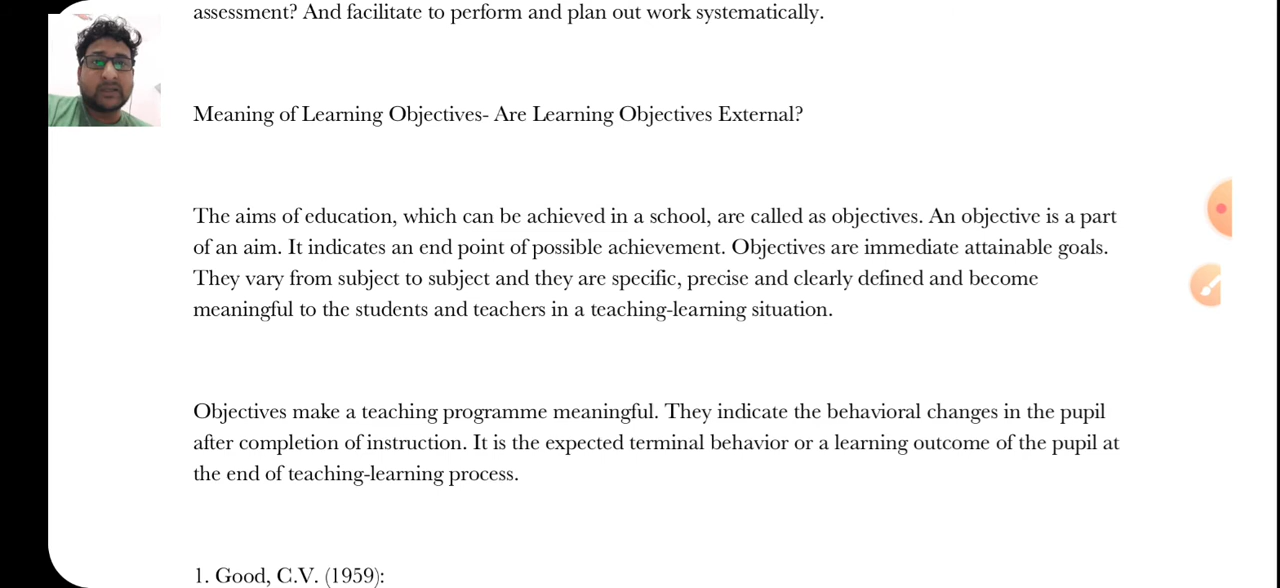 assessment? And facilitate to perform and plan out work systematically.
Meaning of Learning Objectives- Are Learning Objectives External?
The aims of education, which can be achieved in a school, are called as objectives. An objective is a part
of an aim. It indicates an end point of possible achievement. Objectives are immediate attainable goals.
They vary from subject to subject and they are specific, precise and clearly defined and become
meaningful to the students and teachers in a teaching-learning situation.
Objectives make a teaching programme meaningful. They indicate the behavioral changes in the pupil
after completion of instruction. It is the expected terminal behavior or a learning outcome of the pupil at
the end of teaching-learning process.
1. Good, C.V. (1959):